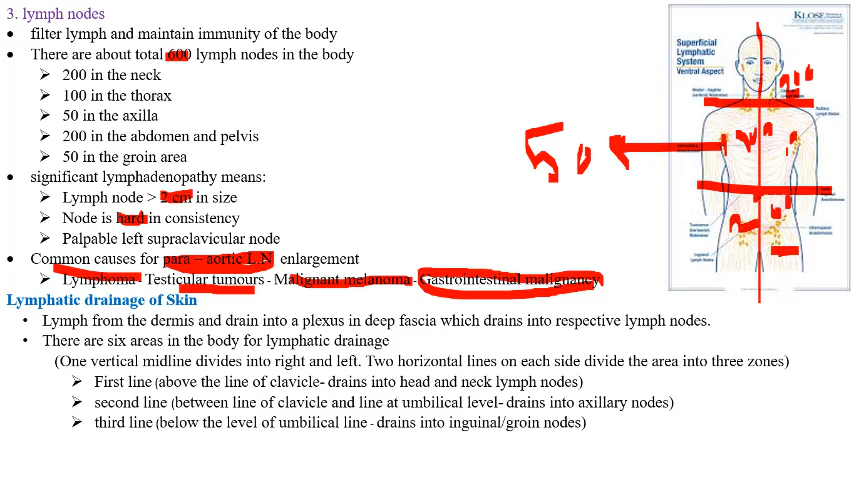 3. lymph nodes
filter lymph and maintain immunity of the body
There are about total 600 lymph nodes in the body
200 in the neck
100 in the thorax
50 in the axilla
200 in the abdomen and pelvis
50 in the groin area
significant lymphadenopathy means:
Lymph node > 2 cm in size
Node is hard in consistency
Palpable left supraclavicular node
Common causes for para – aortic L.N enlargement
Lymphoma- Testicular tumours - Malignant melanoma - Gastrointestinal malignancy
Lymphatic drainage of Skin
Lymph from the dermis and drain into a plexus in deep fascia which drains into respective lymph nodes.
There are six areas in the body for lymphatic drainage
(One vertical midline divides into right and left. Two horizontal lines on each side divide the area into three zones)
First line (above the line of clavicle- drains into head and neck lymph nodes)
second line (between line of clavicle and line at umbilical level- drains into axillary nodes)
third line (below the level of umbilical line - drains into inguinal/groin nodes)
KLOSE
Superficial
Lymphatic
System
Ventral Aspect
Axillary
Lymph Nodes
Inguinal
Lymph Nodes
50